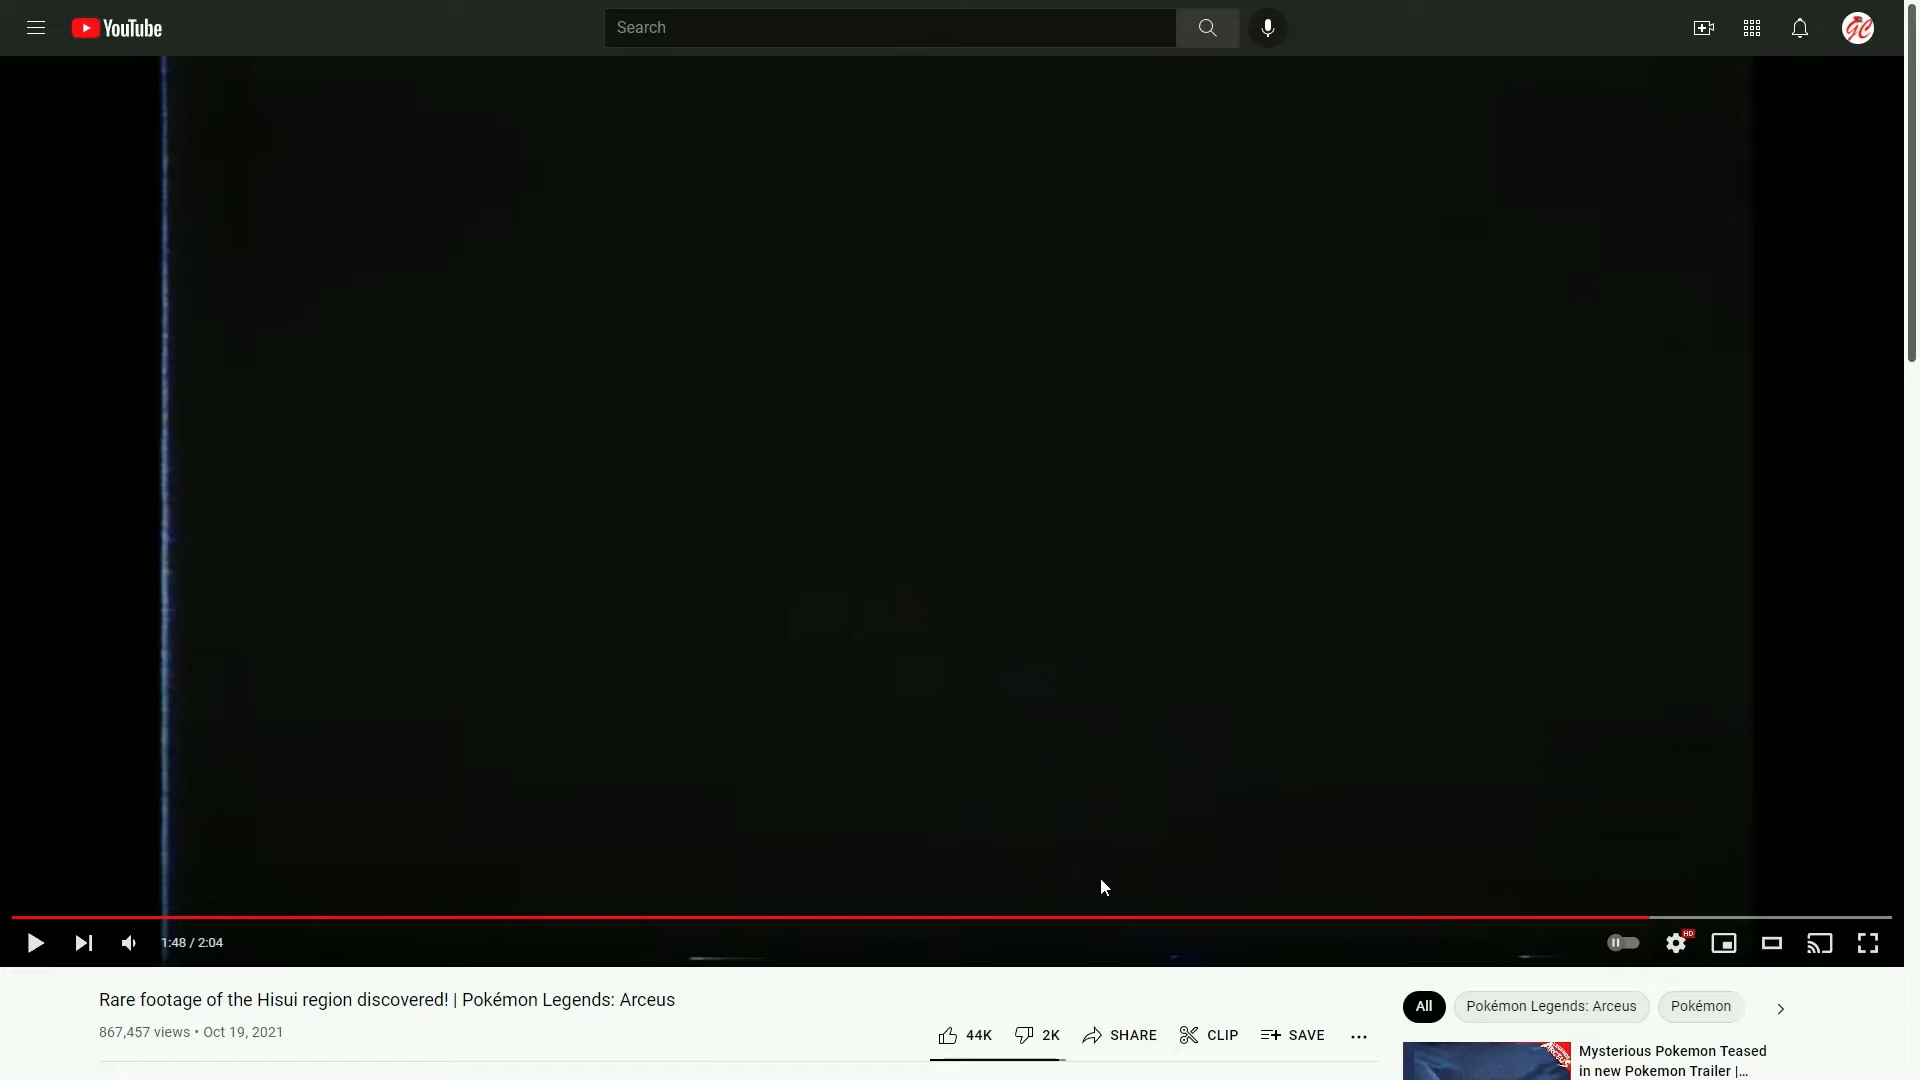 YouTube
Search
GC
1:48 / 2:04
HD
Rare footage of the Hisui region discovered! | Pokémon Legends: Arceus
867,457 views • Oct 19, 2021
44K
2K
SHARE
CLIP
SAVE
All
Pokémon Legends: Arceus
Pokémon
Mysterious Pokemon Teased
in new Pokemon Trailer |...